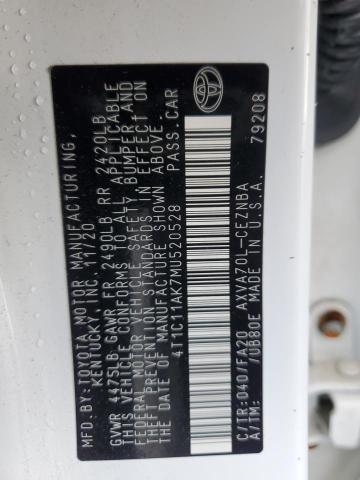 MFD.BY:TOYOTA MOTOR MANUFACTURING,
KENTUCKY, INC. 11/20
GVWR 4475LB GAWR FR 2490LB RR 2420LB
THIS VEHICLE CONFORMS TO ALL APPLICABLE
FEDERAL MOTOR VEHICLE SAFETY, BUMPER, AND
THEFT PREVENTION STANDARDS IN EFFECT ON
THE DATE OF MANUFACTURE SHOWN ABOVE.
4T1C11AK7MU520528 PASS.CAR
C/TR:040/FA20 AXVA70L-CEZNBA
A/TM: /UB80E MADE IN U.S.A.
79208